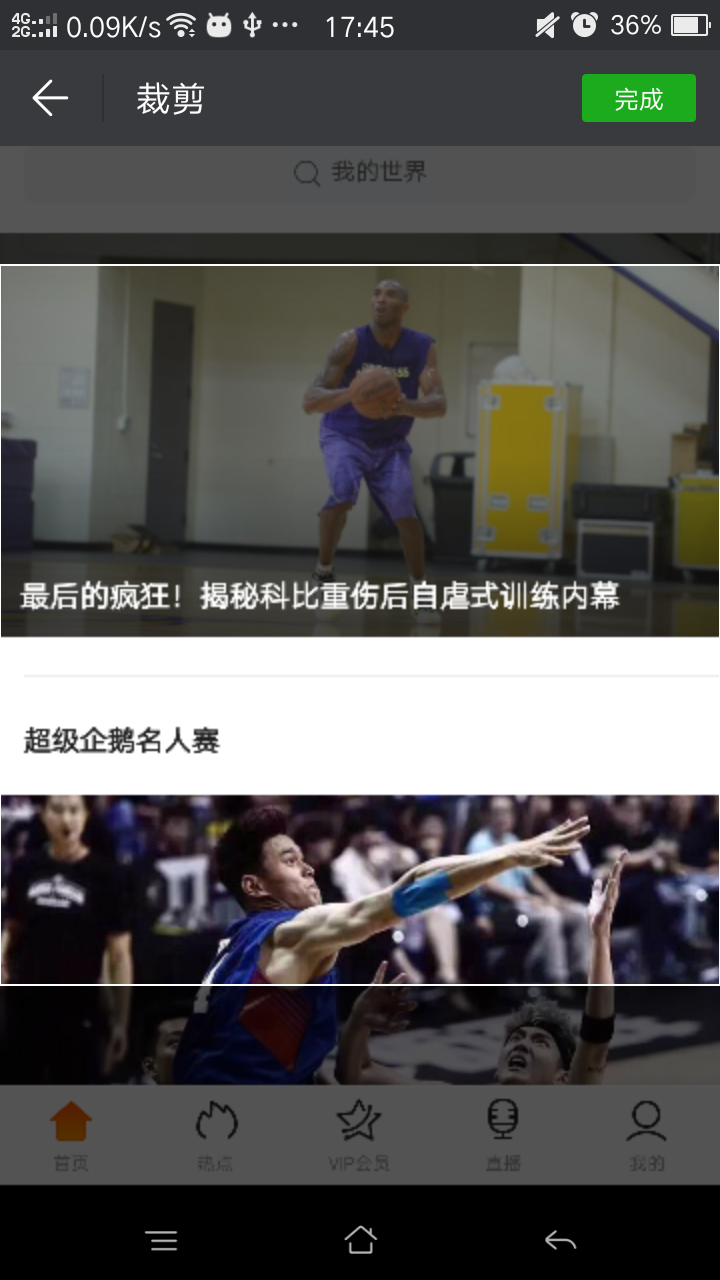 4G
2G
0.09K/s
17:45
36%
裁剪
完成
我的世界
最后的疯狂！揭秘科比重伤后自虐式训练内幕
超级企鹅名人赛
首页
热点
VIP会员
直播
我的